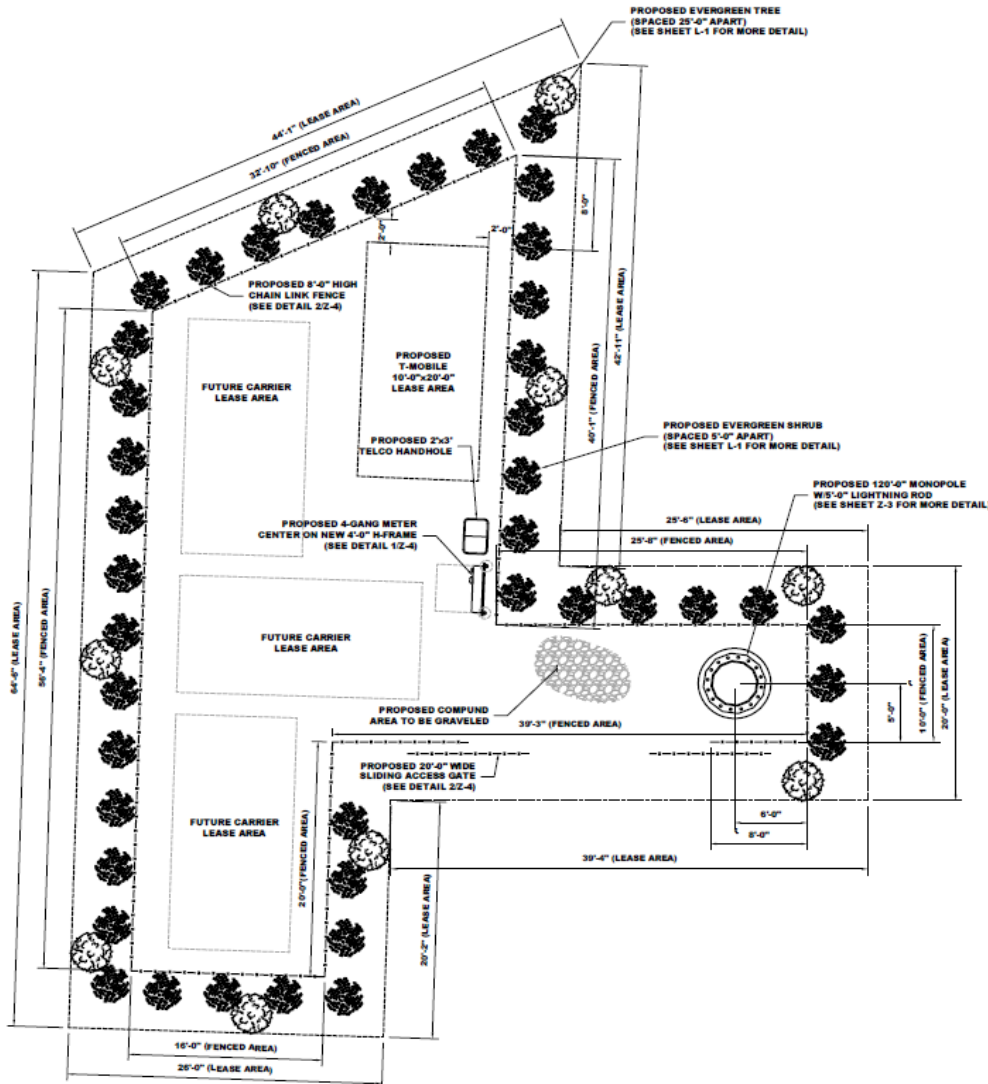 PROPOSED EVERGREEN TREE
(SPACED 25'-0" APART)
(SEE SHEET L-1 FOR MORE DETAIL)
44'-1" (LEASE AREA)
32'-10" (FENCED AREA)
8'-0"
2'-0"
2'-0"
42'-11" (LEASE AREA)
40'-1" (FENCED AREA)
PROPOSED 8'-0" HIGH
CHAIN LINK FENCE
(SEE DETAIL 2/Z-4)
PROPOSED
T-MOBILE
10'-0"x20'-0"
LEASE AREA
FUTURE CARRIER
LEASE AREA
PROPOSED 2'x3'
TELCO HANDHOLE
PROPOSED EVERGREEN SHRUB
(SPACED 5'-0" APART)
(SEE SHEET L-1 FOR MORE DETAIL)
PROPOSED 120'-0" MONOPOLE
W/5'-0" LIGHTNING ROD
(SEE SHEET Z-3 FOR MORE DETAIL)
PROPOSED 4-GANG METER
CENTER ON NEW 4'-0" H-FRAME
(SEE DETAIL 1/Z-4)
25'-6" (LEASE AREA)
25'-8" (FENCED AREA)
64'-6" (LEASE AREA)
56'-4" (FENCED AREA)
FUTURE CARRIER
LEASE AREA
PROPOSED COMPUND
AREA TO BE GRAVELED
39'-3" (FENCED AREA)
5'-0"
10'-0" (FENCED AREA)
20'-0" (LEASE AREA)
PROPOSED 20'-0" WIDE
SLIDING ACCESS GATE
(SEE DETAIL 2/Z-4)
FUTURE CARRIER
LEASE AREA
20'-0" (FENCED AREA)
6'-0"
8'-0"
39'-4" (LEASE AREA)
20'-2" (LEASE AREA)
16'-0" (FENCED AREA)
26'-0" (LEASE AREA)